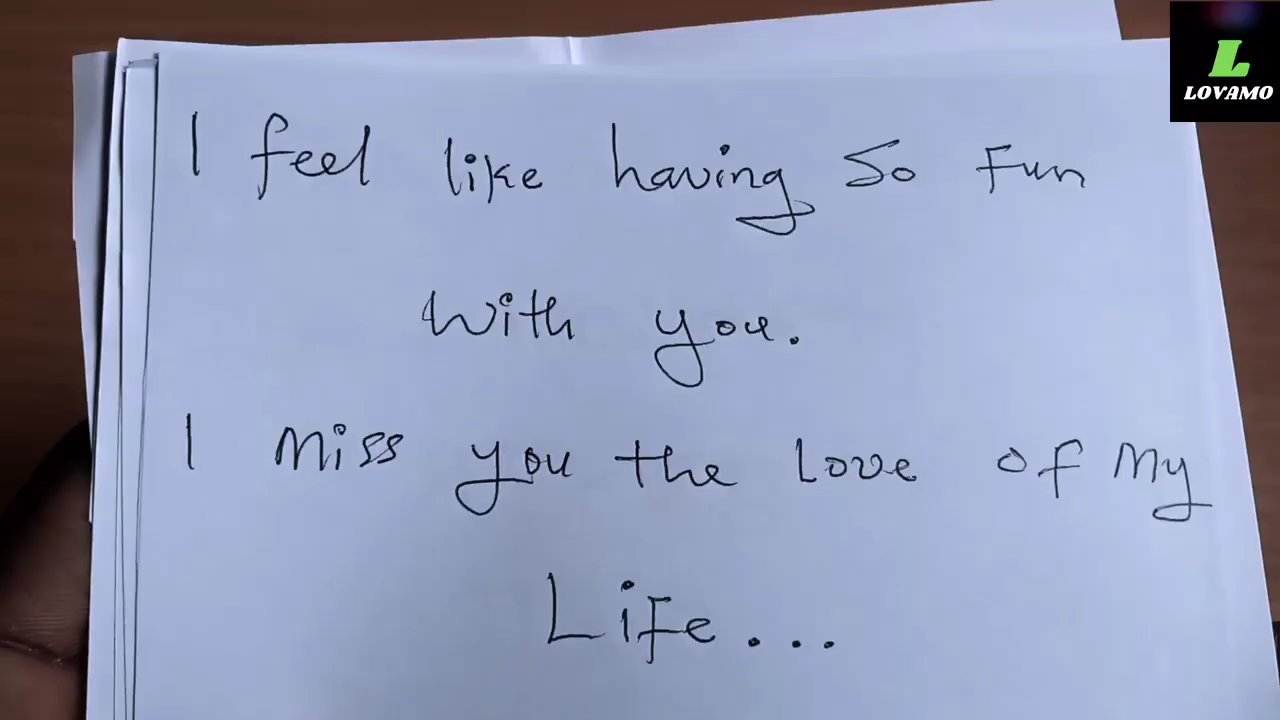 L
LOVAMO
I feel like having So Fun
With you.
I Miss you the Love of My
Life...